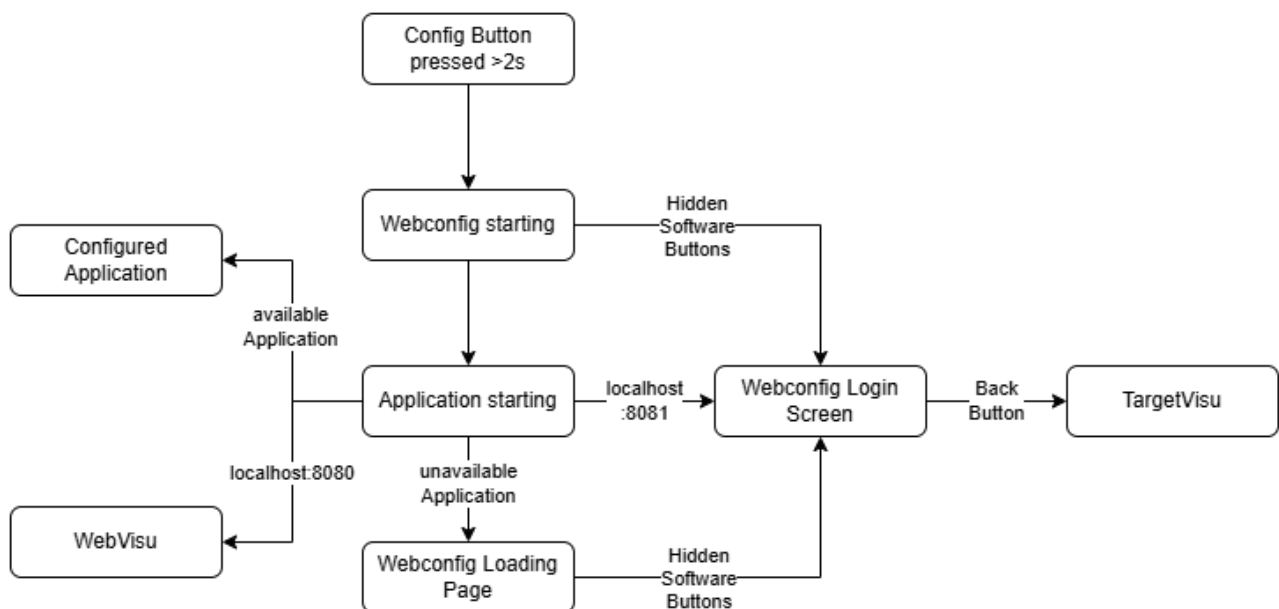 Config Button
pressed >2s
Webconfig starting
Hidden
Software
Buttons
Configured
Application
available
Application
Application starting
localhost
:8081
Webconfig Login
Screen
Back
Button
TargetVisu
localhost:8080
unavailable
Application
WebVisu
Webconfig Loading
Page
Hidden
Software
Buttons